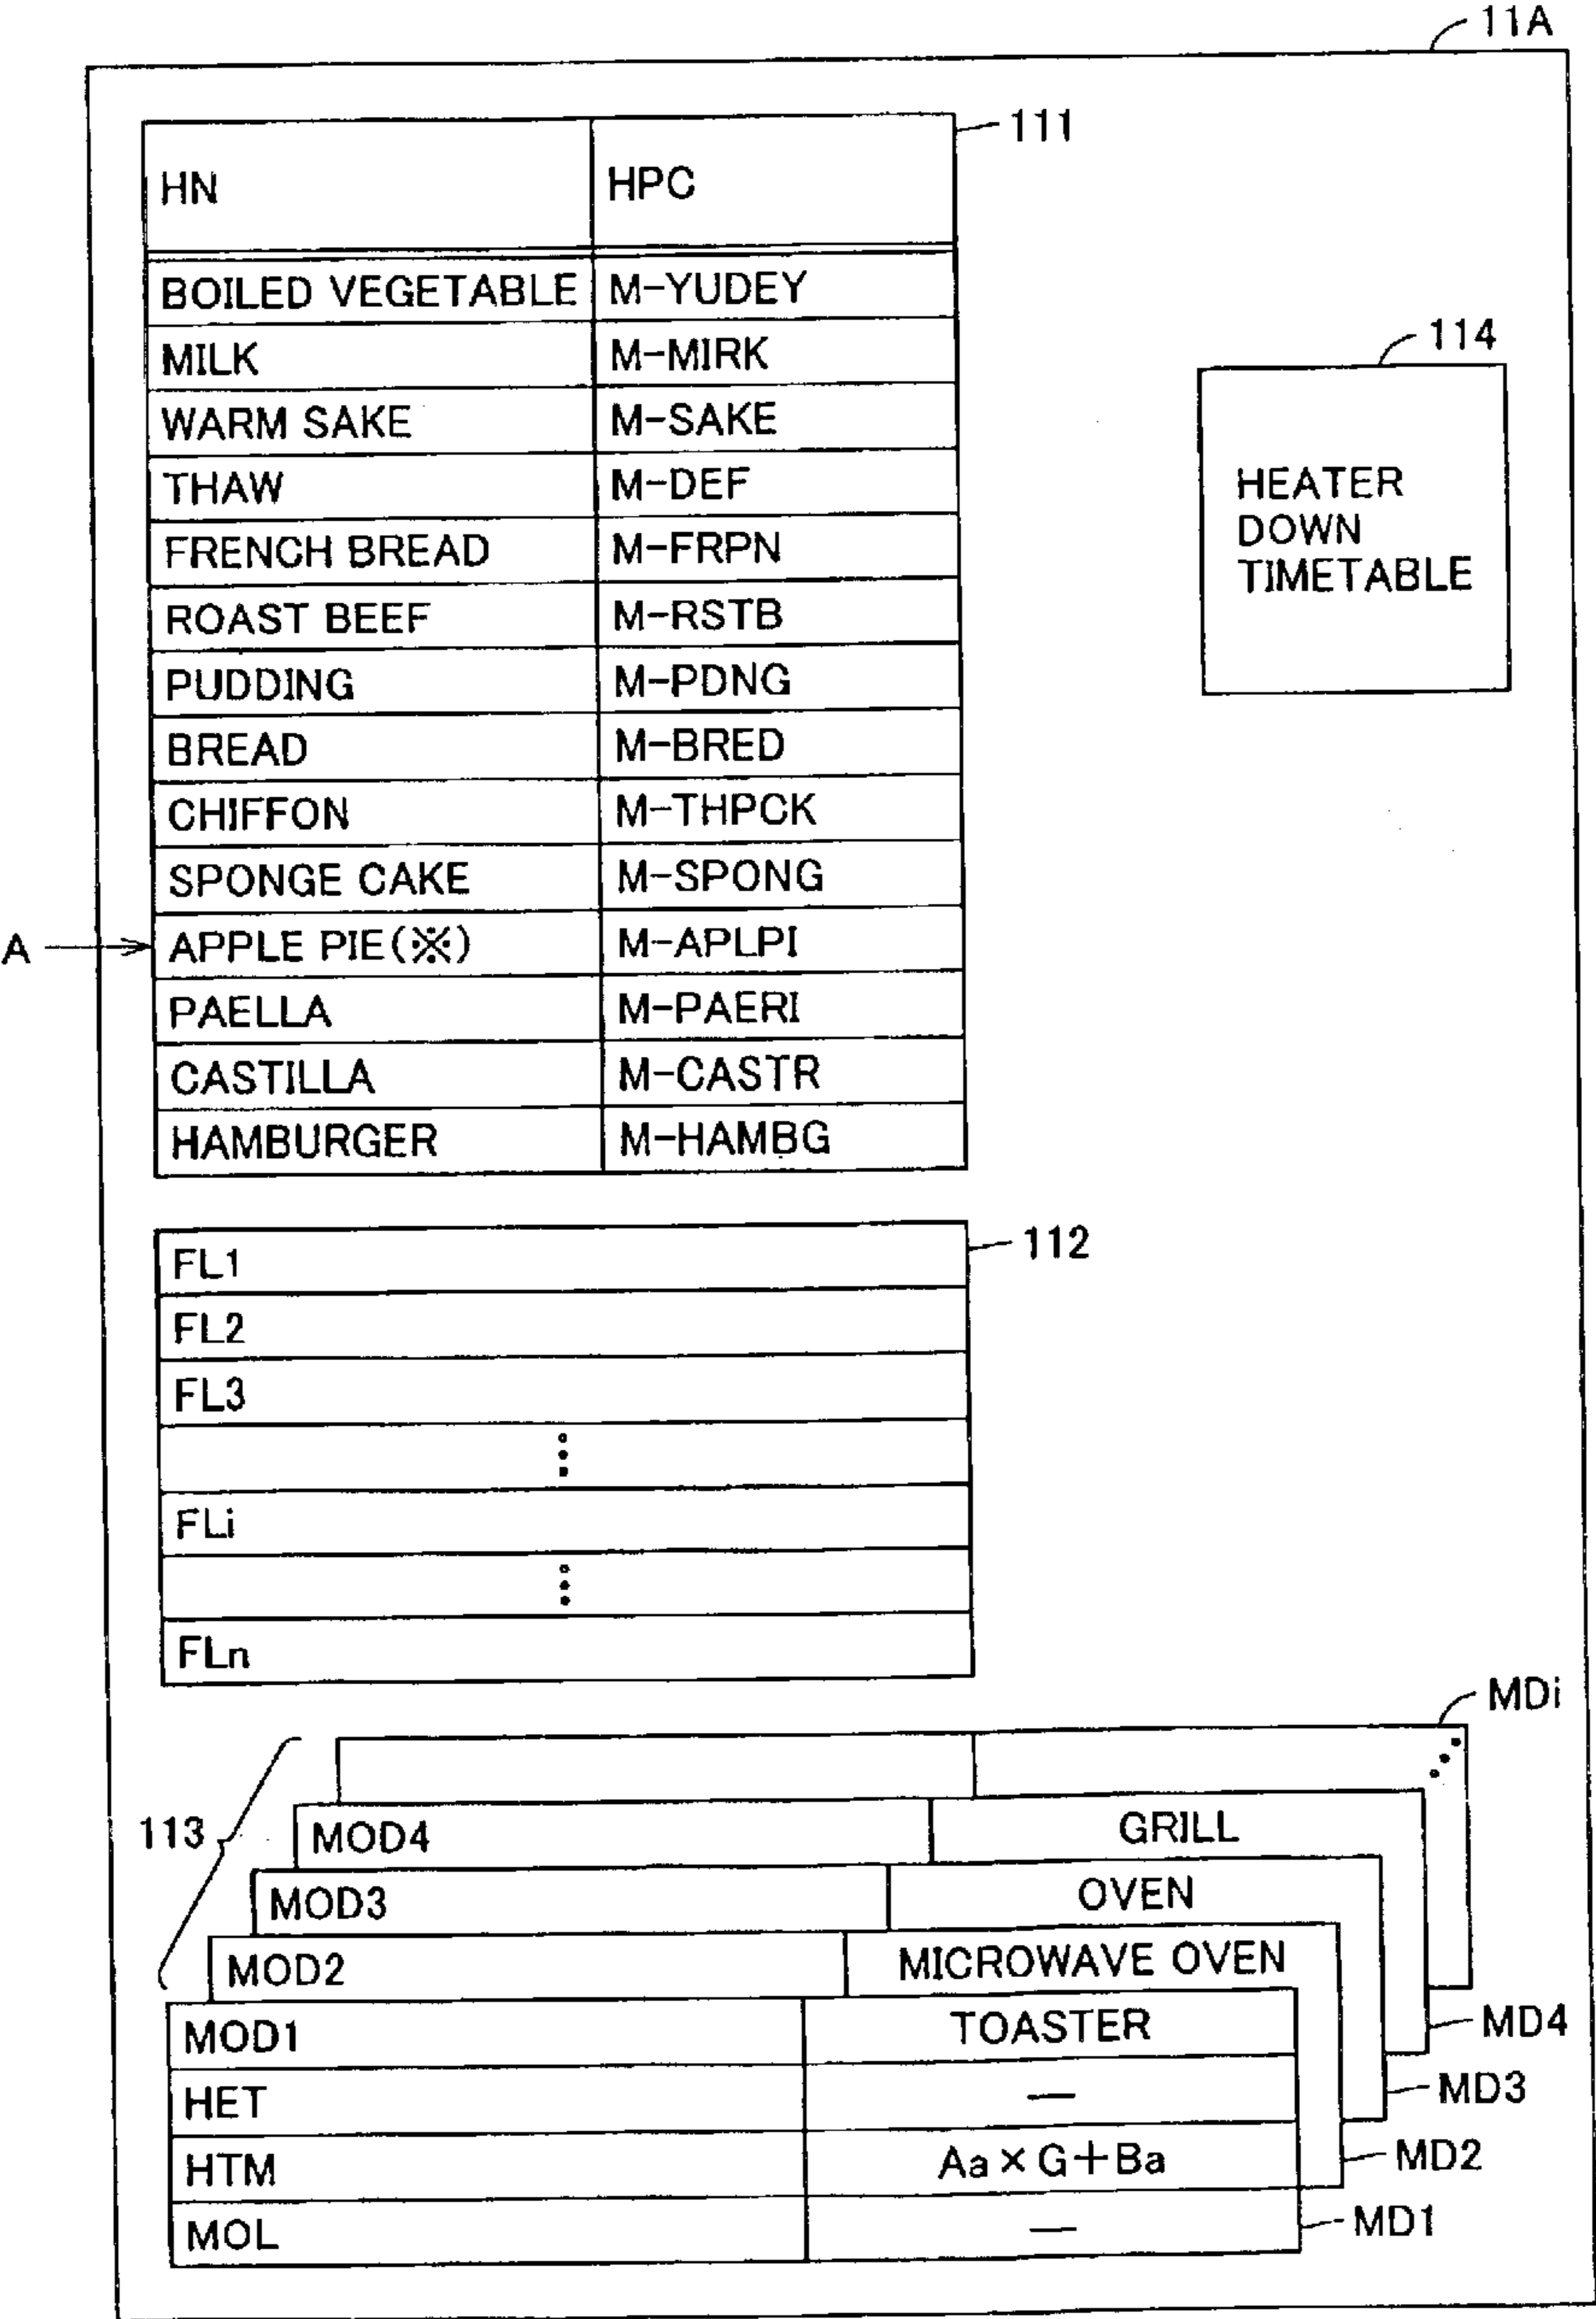 11A
111
HN HPC
BOILED VEGETABLE M-YUDEY
MILK M-MIRK
WARM SAKE M-SAKE
THAW M-DEF
FRENCH BREAD M-FRPN
ROAST BEEF M-RSTB
PUDDING M-PDNG
BREAD M-BRED
CHIFFON M-THPCK
SPONGE CAKE M-SPONG
A APPLE PIE(※) M-APLPI
PAELLA M-PAERI
CASTILLA M-CASTR
HAMBURGER M-HAMBG
114
HEATER
DOWN
TIMETABLE
112
FL1
FL2
FL3
⋮
FLi
⋮
FLn
MDi
113
MOD4 GRILL
MOD3 OVEN
MOD2 MICROWAVE OVEN
MOD1 TOASTER
HET —
HTM Aa×G+Ba
MOL —
MD4
MD3
MD2
MD1